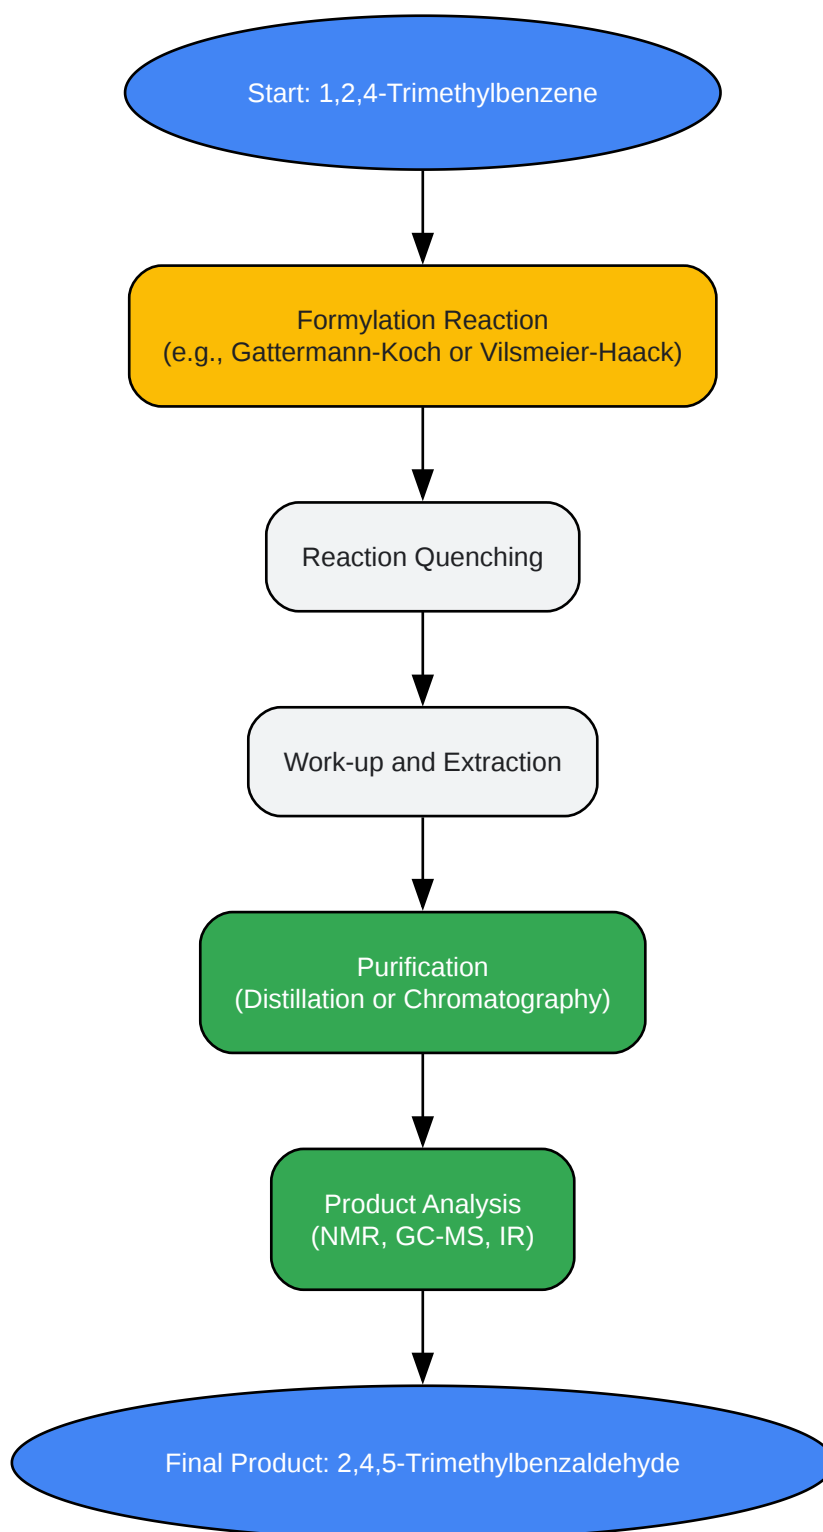 Start: 1,2,4-Trimethylbenzene
Formylation Reaction
(e.g., Gattermann-Koch or Vilsmeier-Haack)
Reaction Quenching
Work-up and Extraction
Purification
(Distillation or Chromatography)
Product Analysis
(NMR, GC-MS, IR)
Final Product: 2,4,5-Trimethylbenzaldehyde